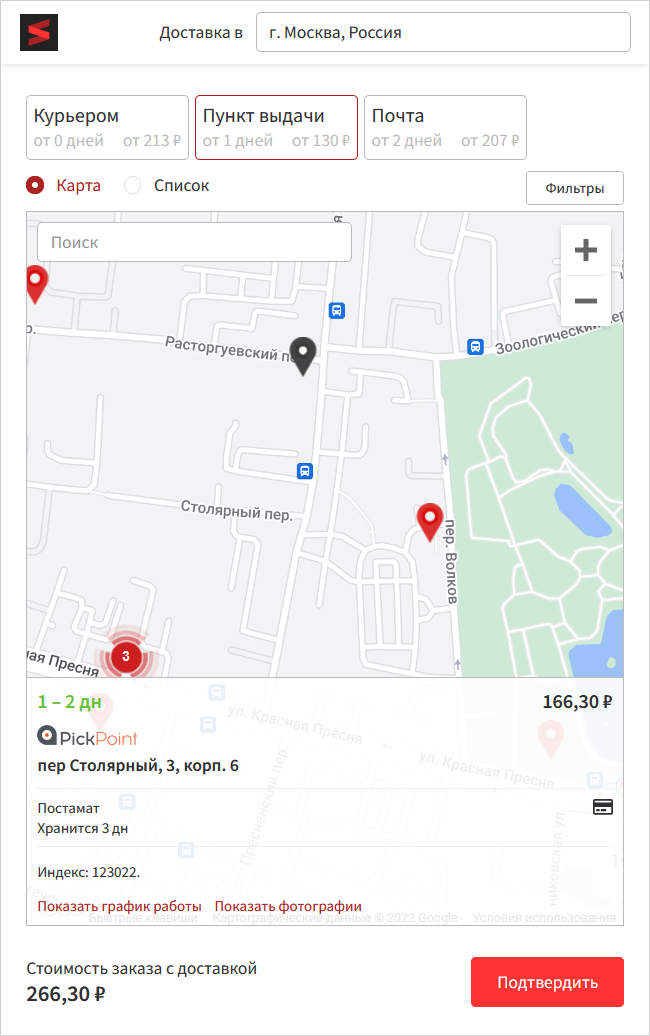 Доставка в
г. Москва, Россия
Курьером
от 0 дней от 213 ₽
Пункт выдачи
от 1 дней от 130 ₽
Почта
от 2 дней от 207 ₽
Карта
Список
Фильтры
Поиск
Расторгуевский п
Зоологический
Столярный пер.
пер. Волков
3
ая Пресня
1 – 2 дн
166,30 ₽
ул. Красная Пресня
ул. Красная Пресня
Пресненский пер.
PickPoint
пер Столярный, 3, корп. 6
Постамат
Хранится 3 дн
Индекс: 123022.
Показать график работы Показать фотографии
Быстрые клавиши Картографические данные © 2022 Google Условия использования
Стоимость заказа с доставкой
266,30 ₽
Подтвердить